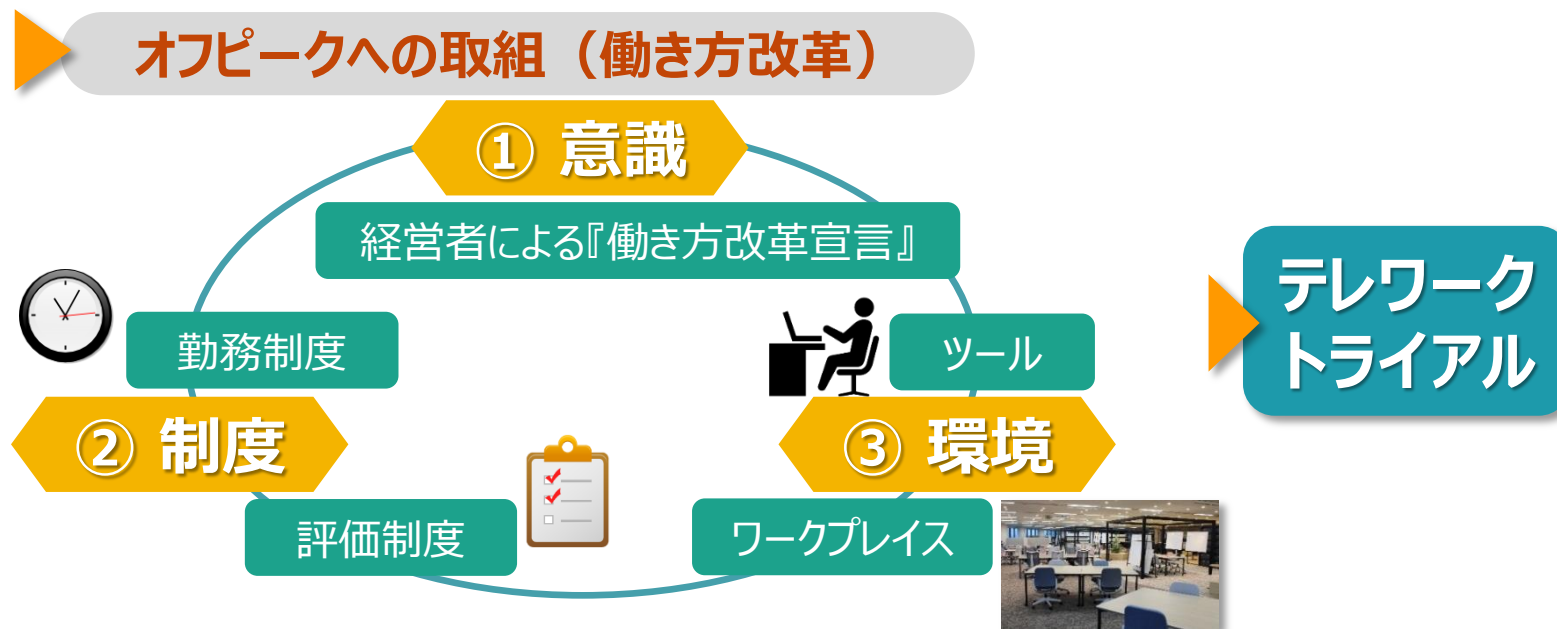 オフピークへの取組（働き方改革）
① 意識
経営者による『働き方改革宣言』
勤務制度
② 制度
評価制度
ツール
③ 環境
ワークプレイス
テレワーク
トライアル